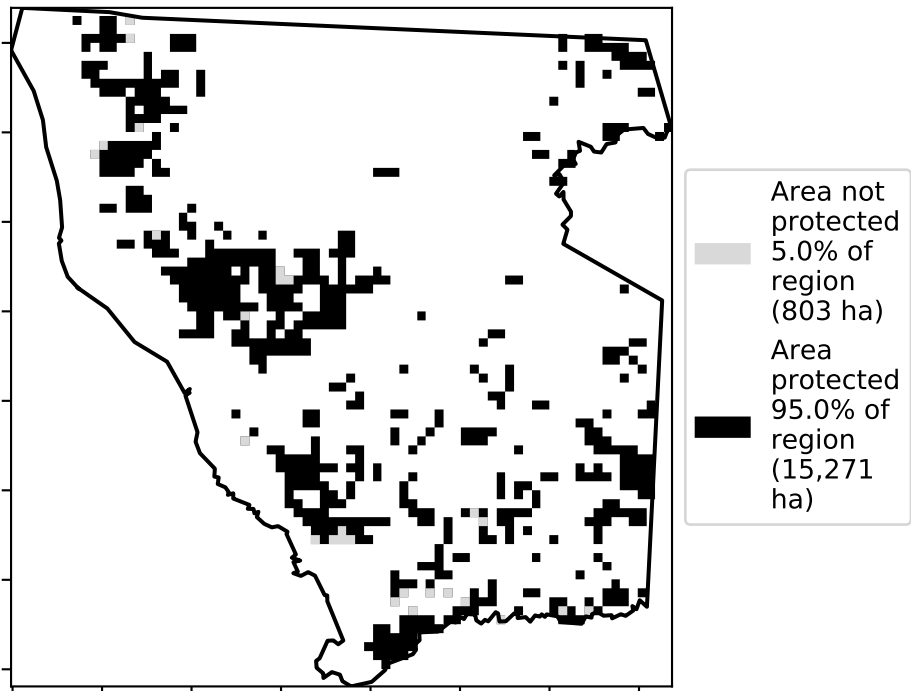 Area not
protected
5.0% of
region
(803 ha)
Area
protected
95.0% of
region
(15,271
ha)